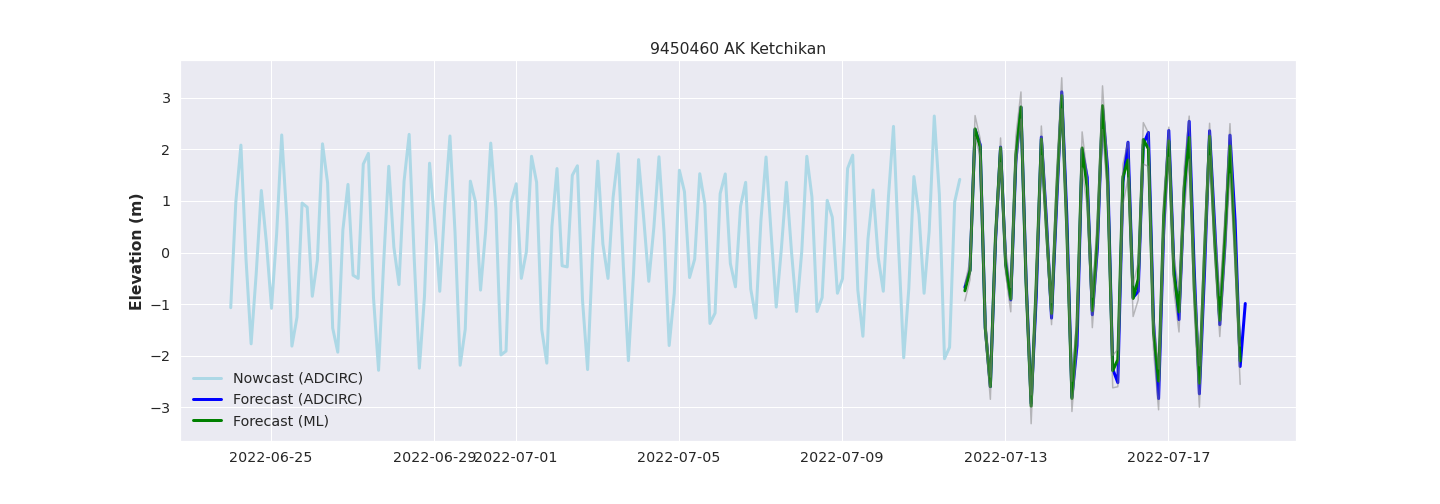 9450460 AK Ketchikan
Elevation (m)
3
2
1
0
−1
−2
−3
Nowcast (ADCIRC)
Forecast (ADCIRC)
Forecast (ML)
2022-06-25
2022-06-29
2022-07-01
2022-07-05
2022-07-09
2022-07-13
2022-07-17